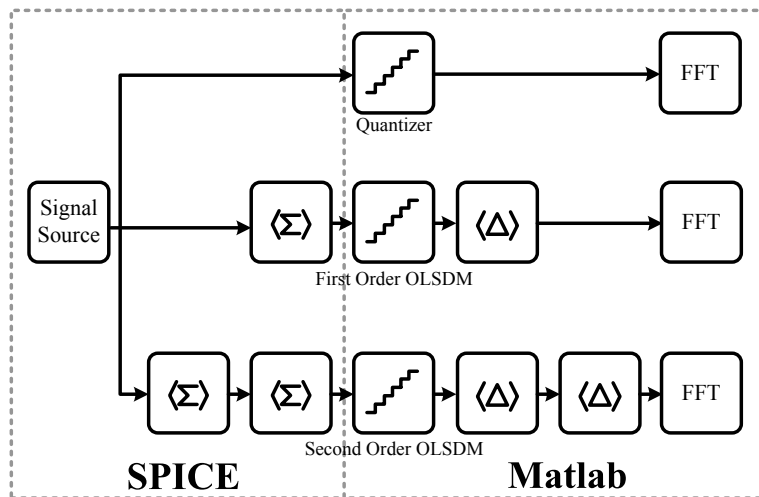 FFT
Quantizer
Signal
Source
⟨Σ⟩
⟨Δ⟩
FFT
First Order OLSDM
⟨Σ⟩
⟨Σ⟩
⟨Δ⟩
⟨Δ⟩
FFT
Second Order OLSDM
SPICE
Matlab